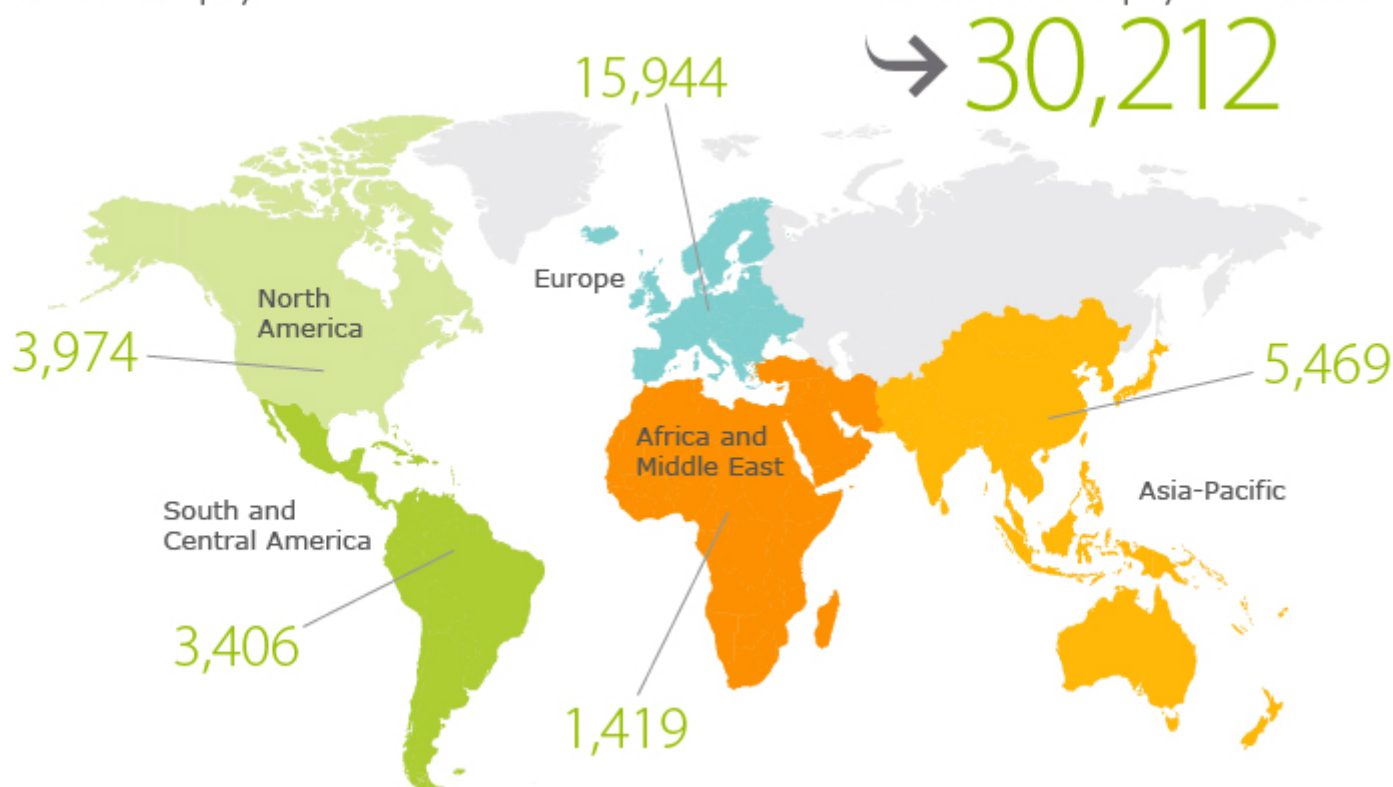 30,212
15,944
Europe
North
America
3,974
5,469
Africa and
Middle East
Asia-Pacific
South and
Central America
3,406
1,419